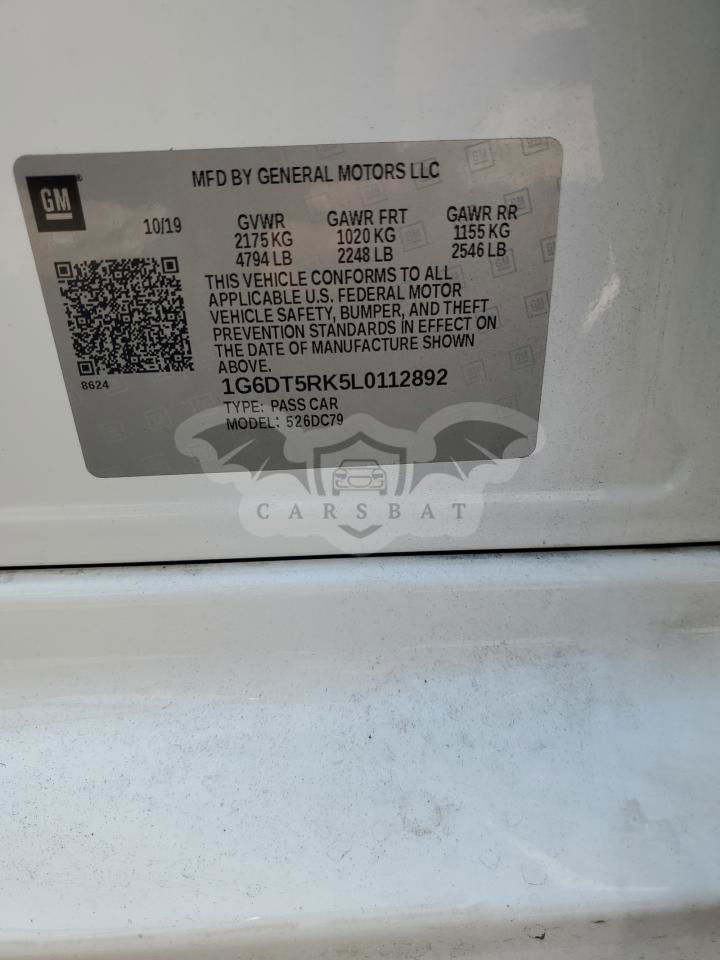 GM
MFD BY GENERAL MOTORS LLC
10/19
GVWR GAWR FRT GAWR RR
2175 KG 1020 KG 1155 KG
4794 LB 2248 LB 2546 LB
THIS VEHICLE CONFORMS TO ALL
APPLICABLE U.S. FEDERAL MOTOR
VEHICLE SAFETY, BUMPER, AND THEFT
PREVENTION STANDARDS IN EFFECT ON
THE DATE OF MANUFACTURE SHOWN
ABOVE.
8624
1G6DT5RK5L0112892
TYPE: PASS CAR
MODEL: 526DC79
CARSBAT